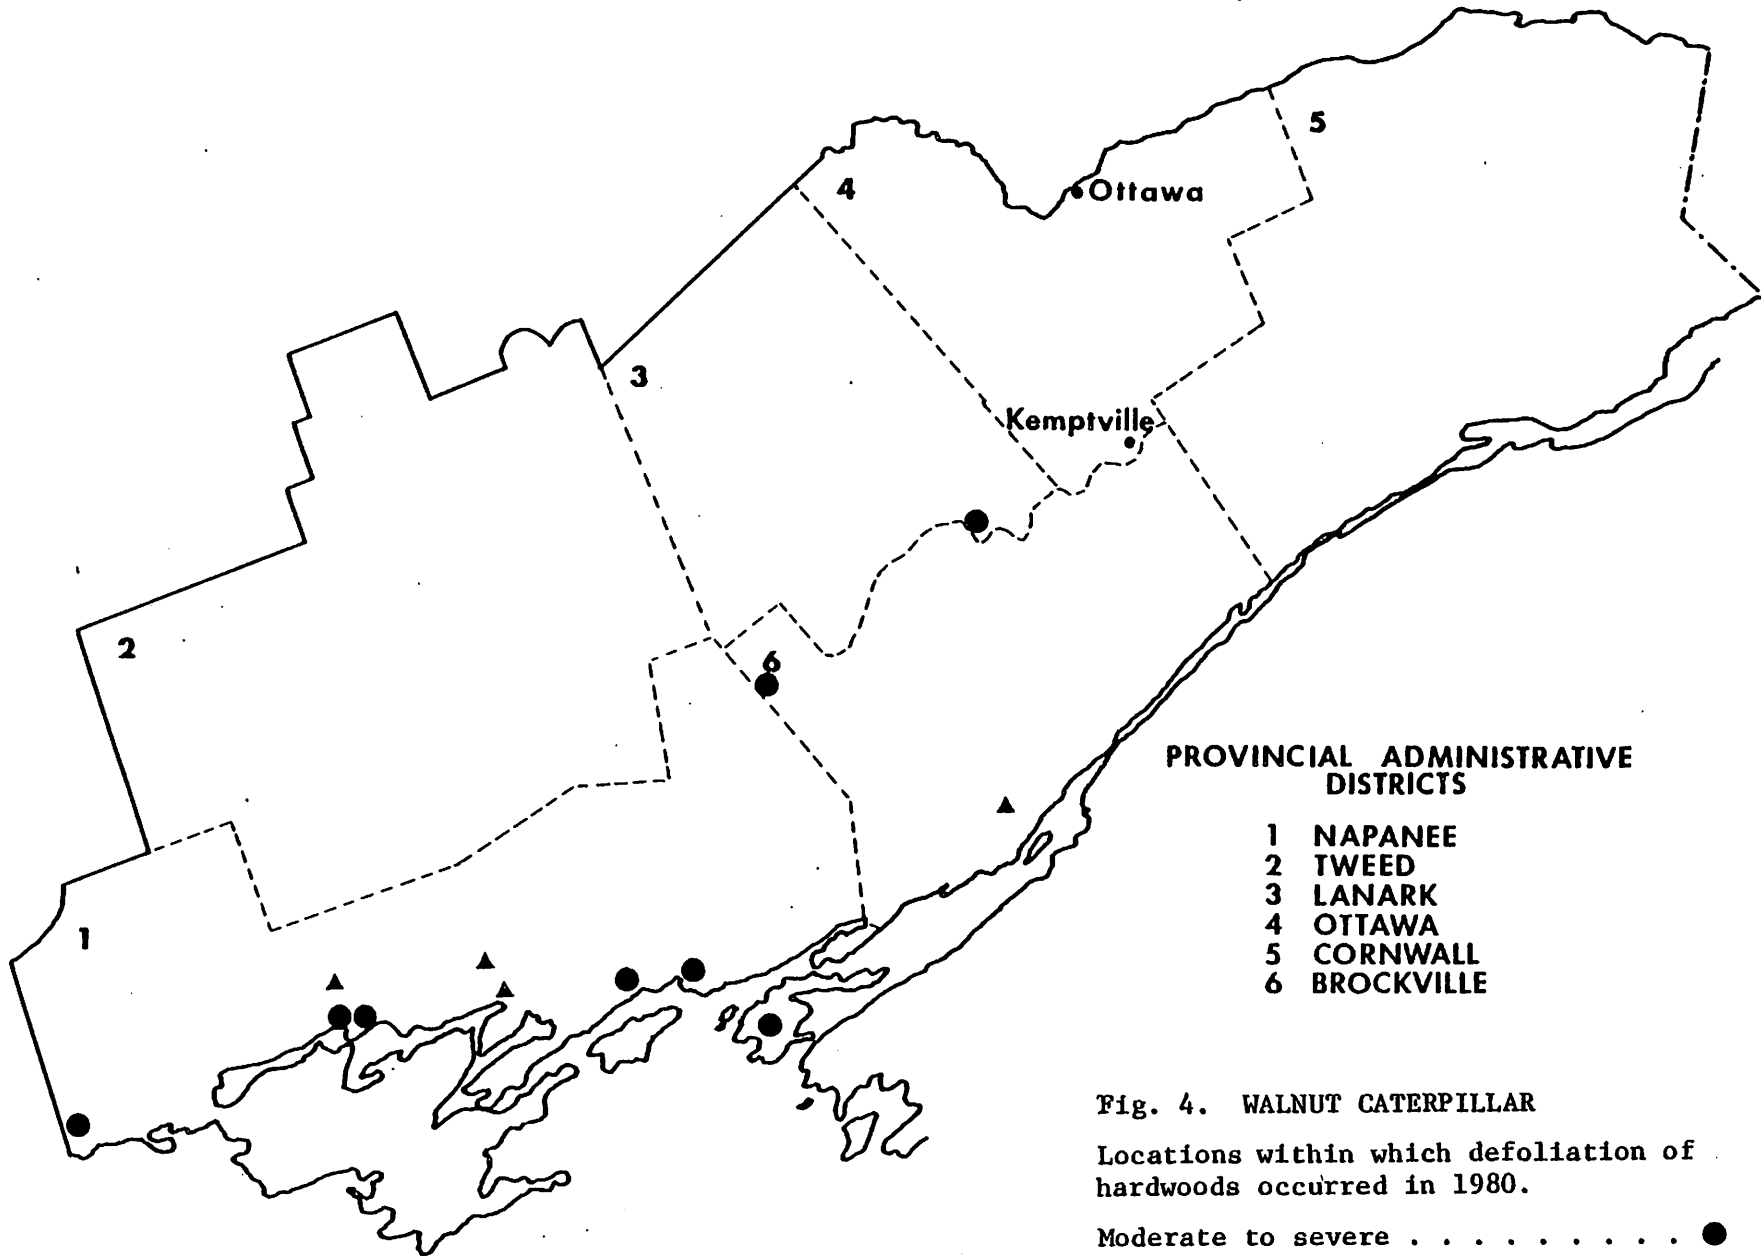 5
4
Ottawa
3
Kemptville
2
6
1
PROVINCIAL ADMINISTRATIVE
DISTRICTS
1 NAPANEE
2 TWEED
3 LANARK
4 OTTAWA
5 CORNWALL
6 BROCKVILLE
Fig. 4. WALNUT CATERPILLAR
Locations within which defoliation of
hardwoods occurred in 1980.
Moderate to severe . . . . . . . . .